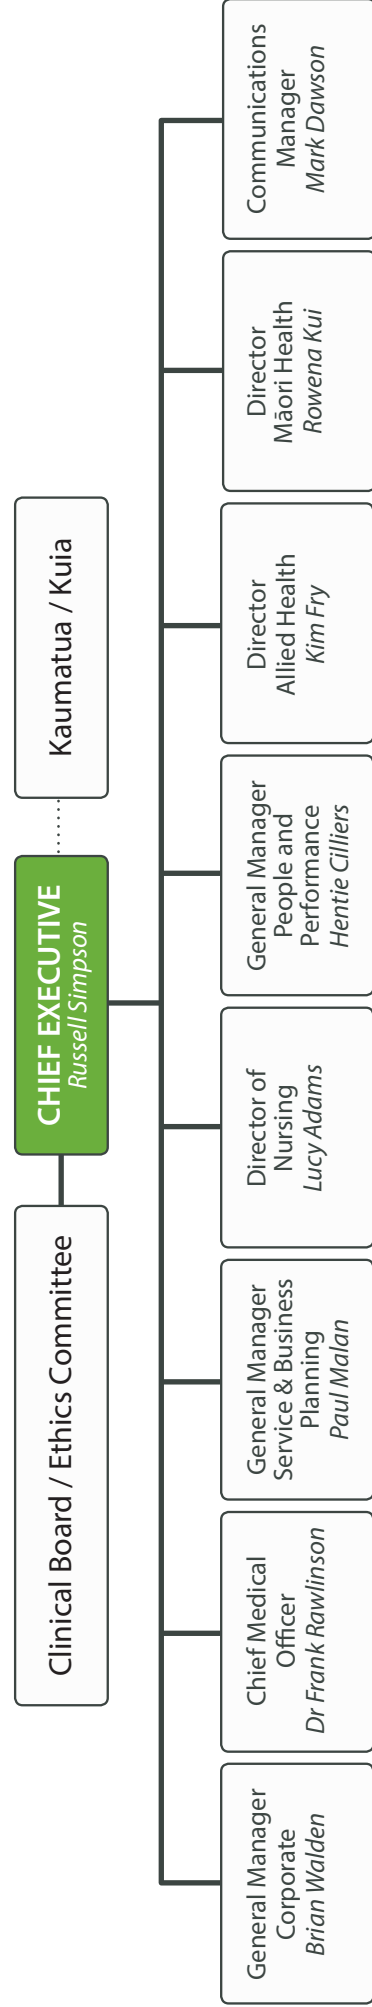 Clinical Board / Ethics Committee
CHIEF EXECUTIVE
Russell Simpson
Kaumatua / Kuia
General Manager
Corporate
Brian Walden
Chief Medical
Officer
Dr Frank Rawlinson
General Manager
Service & Business
Planning
Paul Malan
Director of
Nursing
Lucy Adams
General Manager
People and
Performance
Hentie Cilliers
Director
Allied Health
Kim Fry
Director
Māori Health
Rowena Kui
Communications
Manager
Mark Dawson